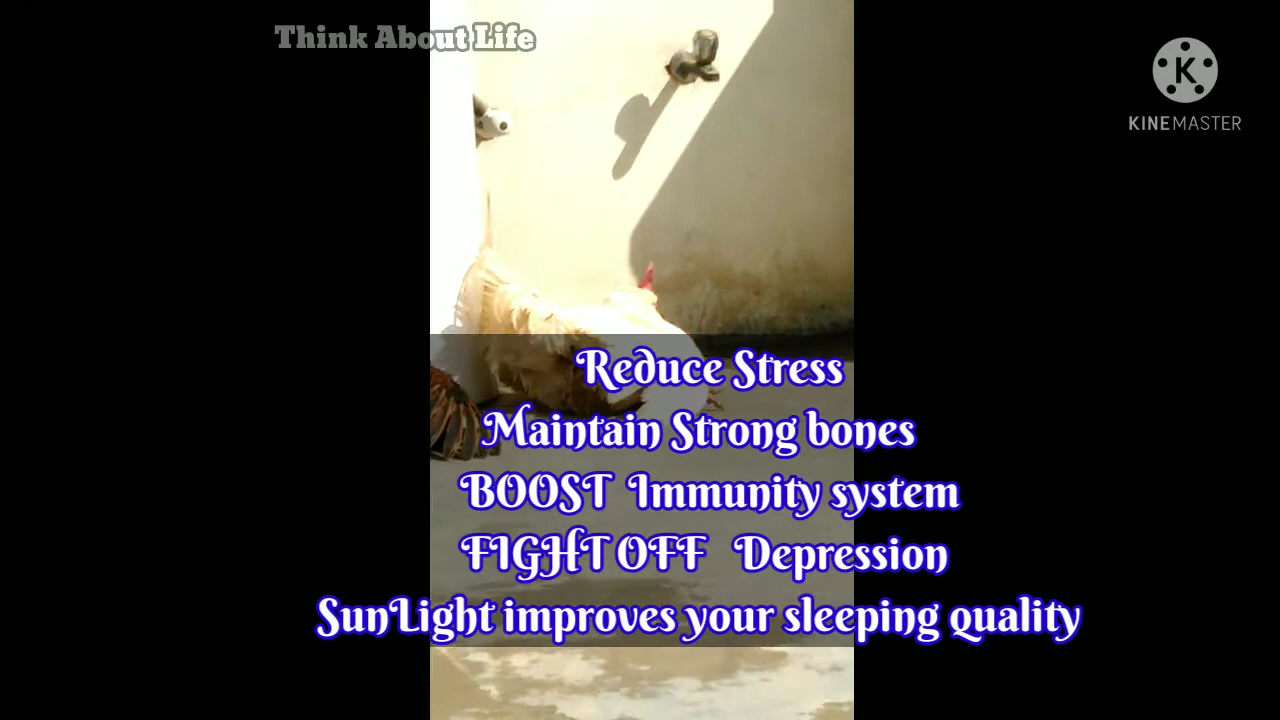 Think About Life
K
KINEMASTER
Reduce Stress
Maintain Strong bones
BOOST Immunity system
FIGHT OFF Depression
SunLight improves your sleeping quality